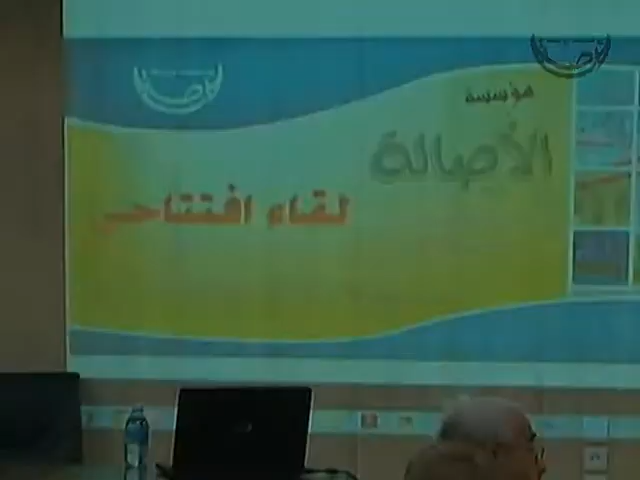 مؤسسة
الأصالة
لقاء افتتاحي